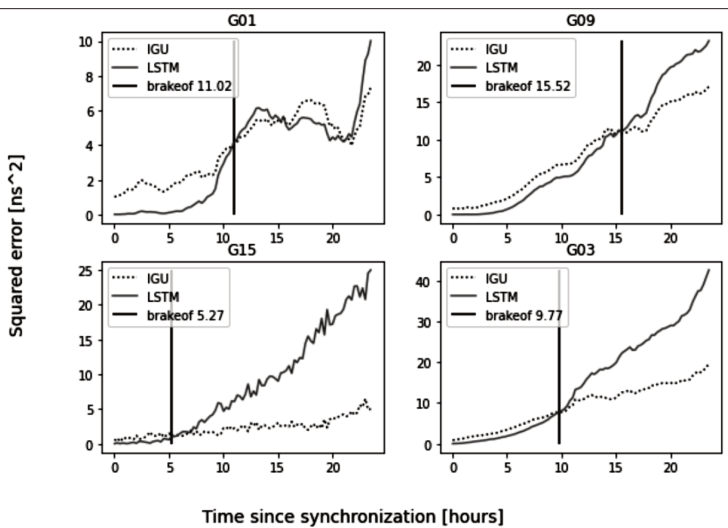 G01
IGU
LSTM
brakeof 11.02
10
8
6
4
2
0
0 5 10 15 20
G09
IGU
LSTM
brakeof 15.52
20
15
10
5
0
0 5 10 15 20
G15
IGU
LSTM
brakeof 5.27
25
20
15
10
5
0
0 5 10 15 20
G03
IGU
LSTM
brakeof 9.77
40
30
20
10
0
0 5 10 15 20
Squared error [ns^2]
Time since synchronization [hours]